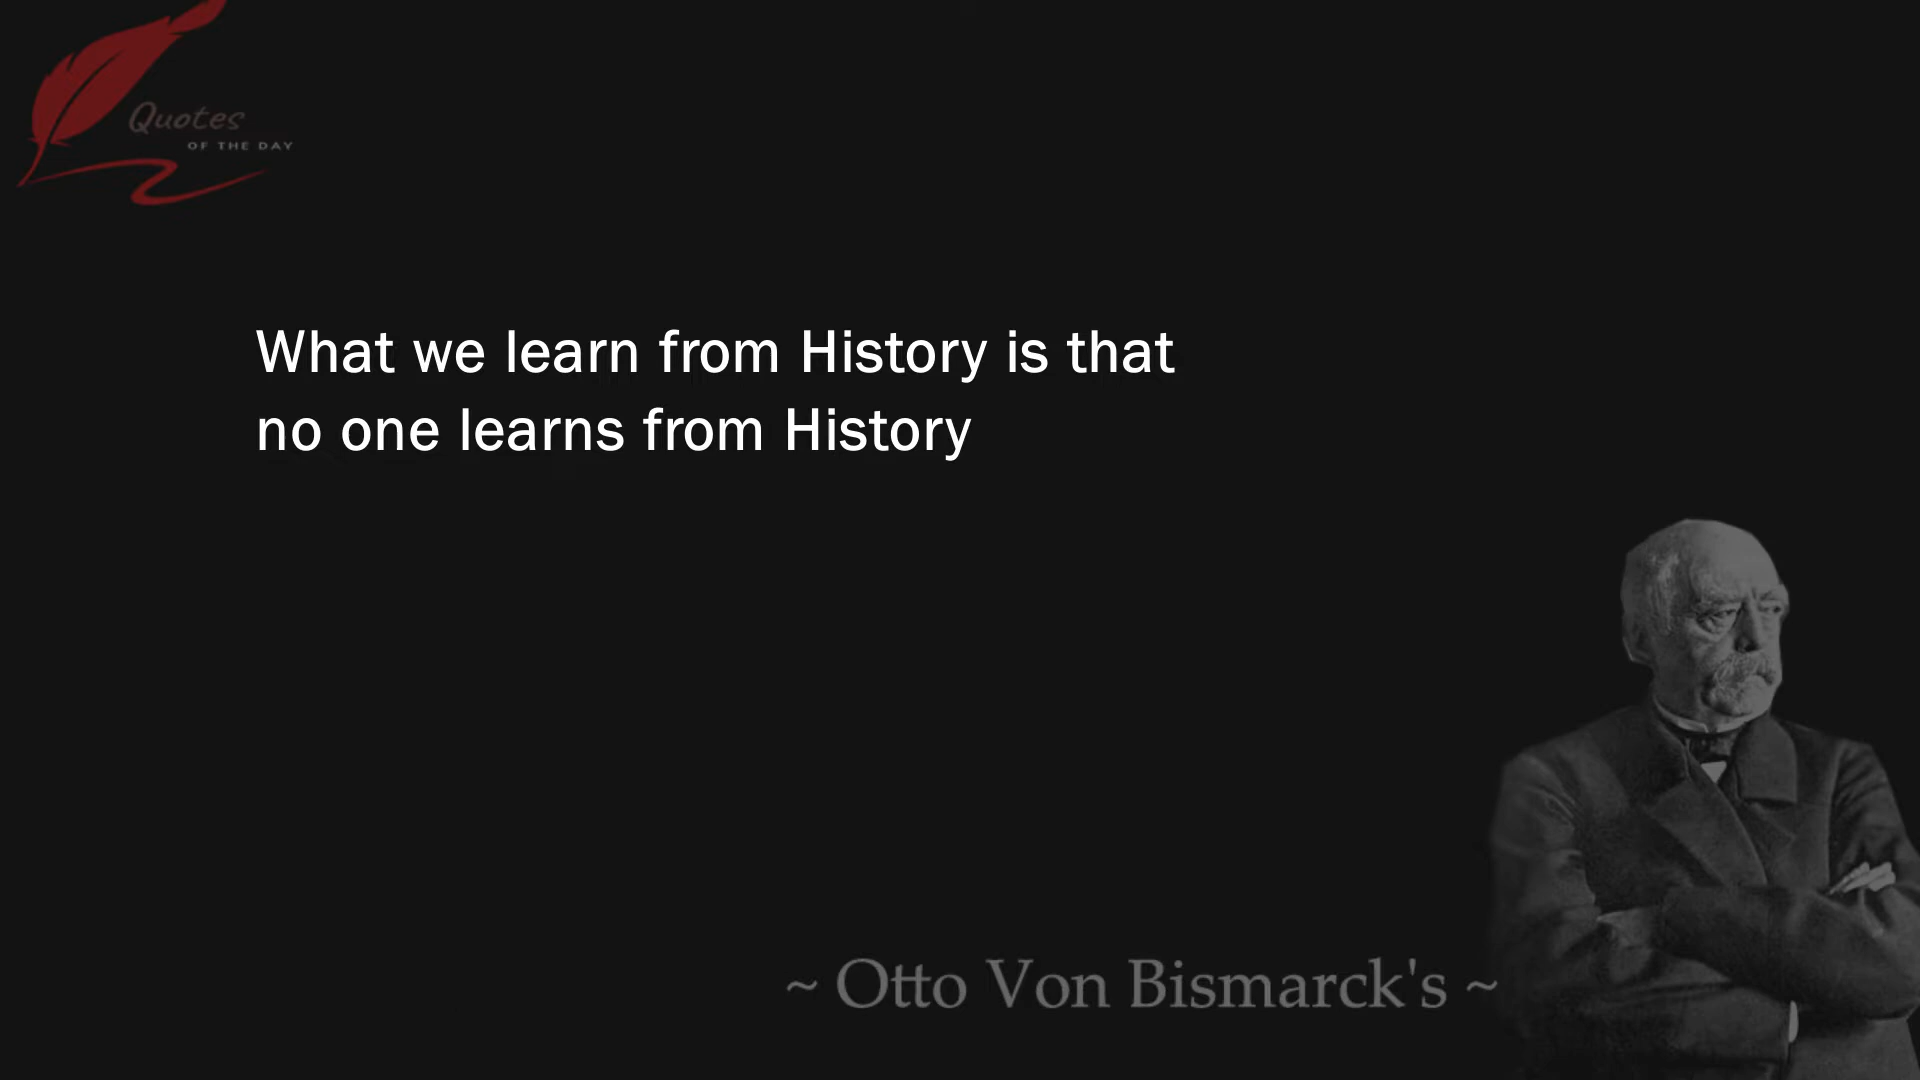 Quotes
OF THE DAY
What we learn from History is that
no one learns from History
~ Otto Von Bismarck's ~